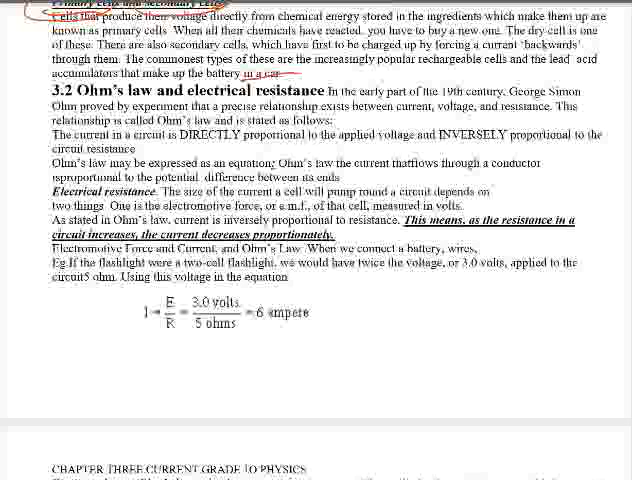 Primary cells and secondary cells
Cells that produce their voltage directly from chemical energy stored in the ingredients which make them up are
known as primary cells When all their chemicals have reacted, you have to buy a new one. The dry cell is one
of these. There are also secondary cells, which have first to be charged up by forcing a current 'backwards'
through them. The commonest types of these are the increasingly popular rechargeable cells and the lead acid
accumulators that make up the battery in a car
3.2 Ohm's law and electrical resistance In the early part of the 19th century, George Simon
Ohm proved by experiment that a precise relationship exists between current, voltage, and resistance. This
relationship is called Ohm's law and is stated as follows:
The current in a circuit is DIRECTLY proportional to the applied voltage and INVERSELY proportional to the
circuit resistance
Ohm's law may be expressed as an equation; Ohm's law the current thatflows through a conductor
isproportional to the potential difference between its ends
Electrical resistance. The size of the current a cell will pump round a circuit depends on
two things. One is the electromotive force, or e.m.f., of that cell, measured in volts.
As stated in Ohm's law, current is inversely proportional to resistance. This means, as the resistance in a
circuit increases, the current decreases proportionately.
Electromotive Force and Current, and Ohm's Law. When we connect a battery, wires,
Eg.If the flashlight were a two-cell flashlight, we would have twice the voltage, or 3.0 volts, applied to the
circuit5 ohm. Using this voltage in the equation
I = E/R = 3.0 volts / 5 ohms = 6 ampere
CHAPTER THREE CURRENT GRADE 10 PHYSICS